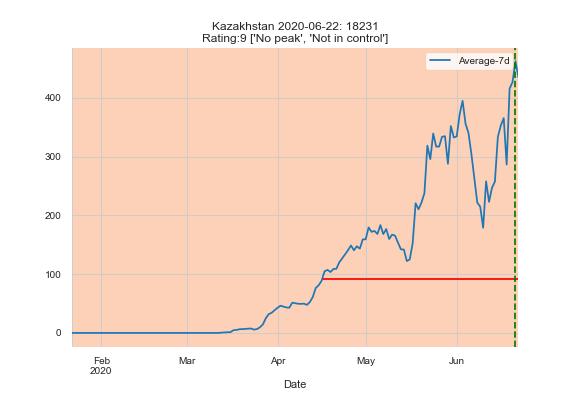 Kazakhstan 2020-06-22: 18231
Rating:9 ['No peak', 'Not in control']
Average-7d
400
300
200
100
0
Feb
2020
Mar
Apr
May
Jun
Date